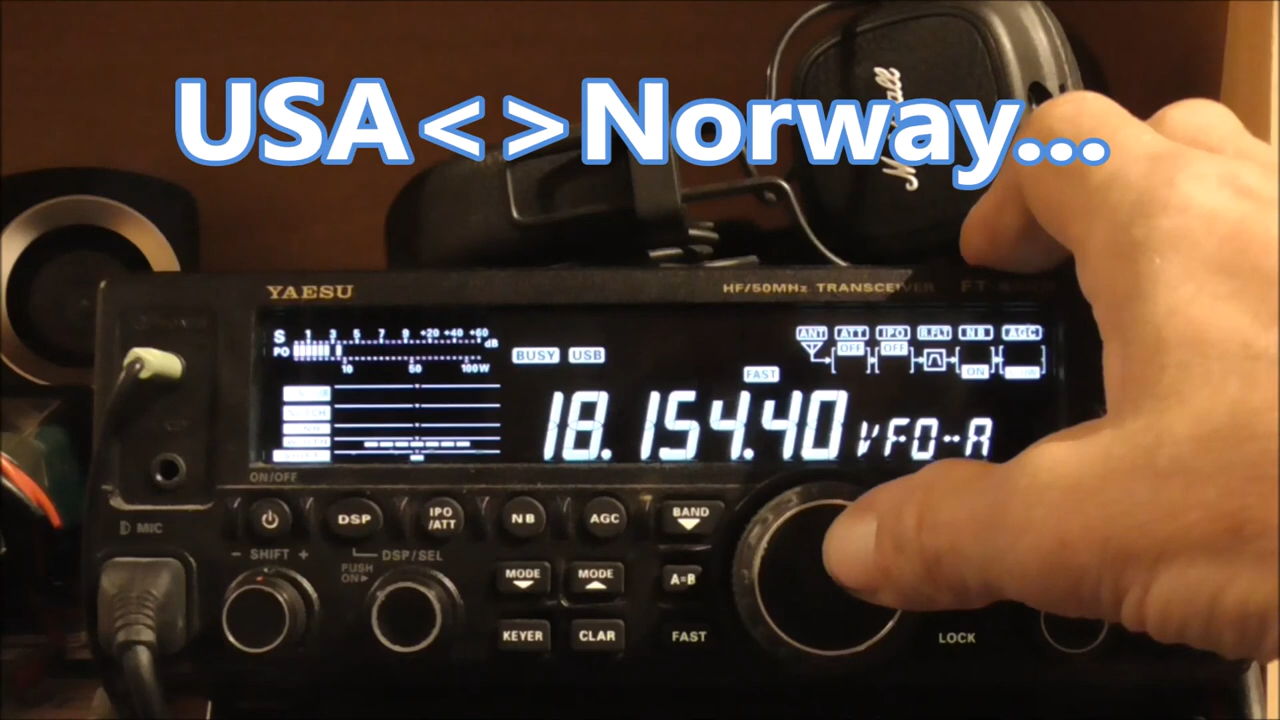 USA<>Norway...
Marshall
YAESU
HF/50MHz TRANSCEIVER
S 1 3 5 7 9 +20 +40 +60 dB
PO 10 50 100W
BUSY USB
ANT ATT IPO R.FLT NB AGC
OFF OFF
ON
FAST
18.154.40 VFO-A
ON/OFF
DSP IPO/ATT NB AGC BAND
MIC
- SHIFT +
DSP/SEL
PUSH ON
MODE MODE A=B
KEYER CLAR FAST LOCK